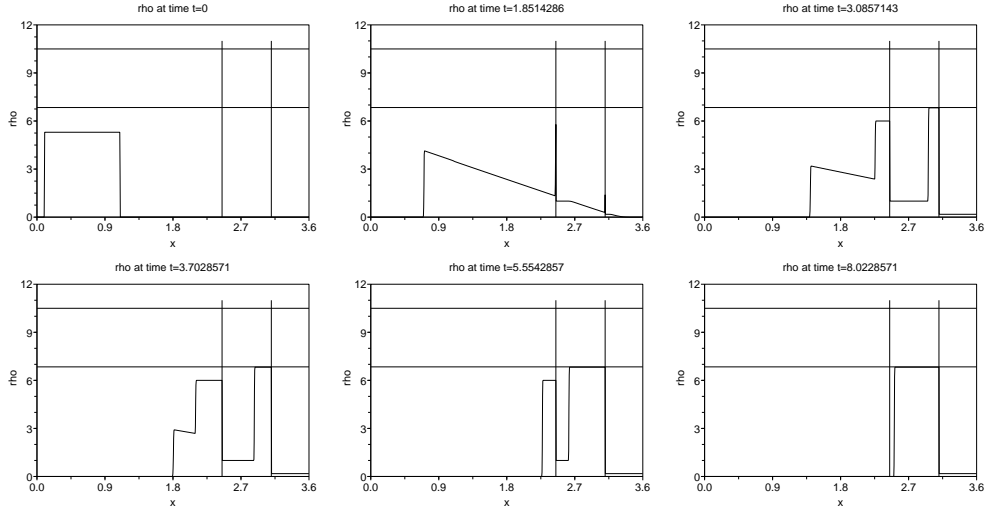 rho at time t=0
12
9
6
3
0
rho
0.0 0.9 1.8 2.7 3.6
x
rho at time t=1.8514286
12
9
6
3
0
rho
0.0 0.9 1.8 2.7 3.6
x
rho at time t=3.0857143
12
9
6
3
0
rho
0.0 0.9 1.8 2.7 3.6
x
rho at time t=3.7028571
12
9
6
3
0
rho
0.0 0.9 1.8 2.7 3.6
x
rho at time t=5.5542857
12
9
6
3
0
rho
0.0 0.9 1.8 2.7 3.6
x
rho at time t=8.0228571
12
9
6
3
0
rho
0.0 0.9 1.8 2.7 3.6
x